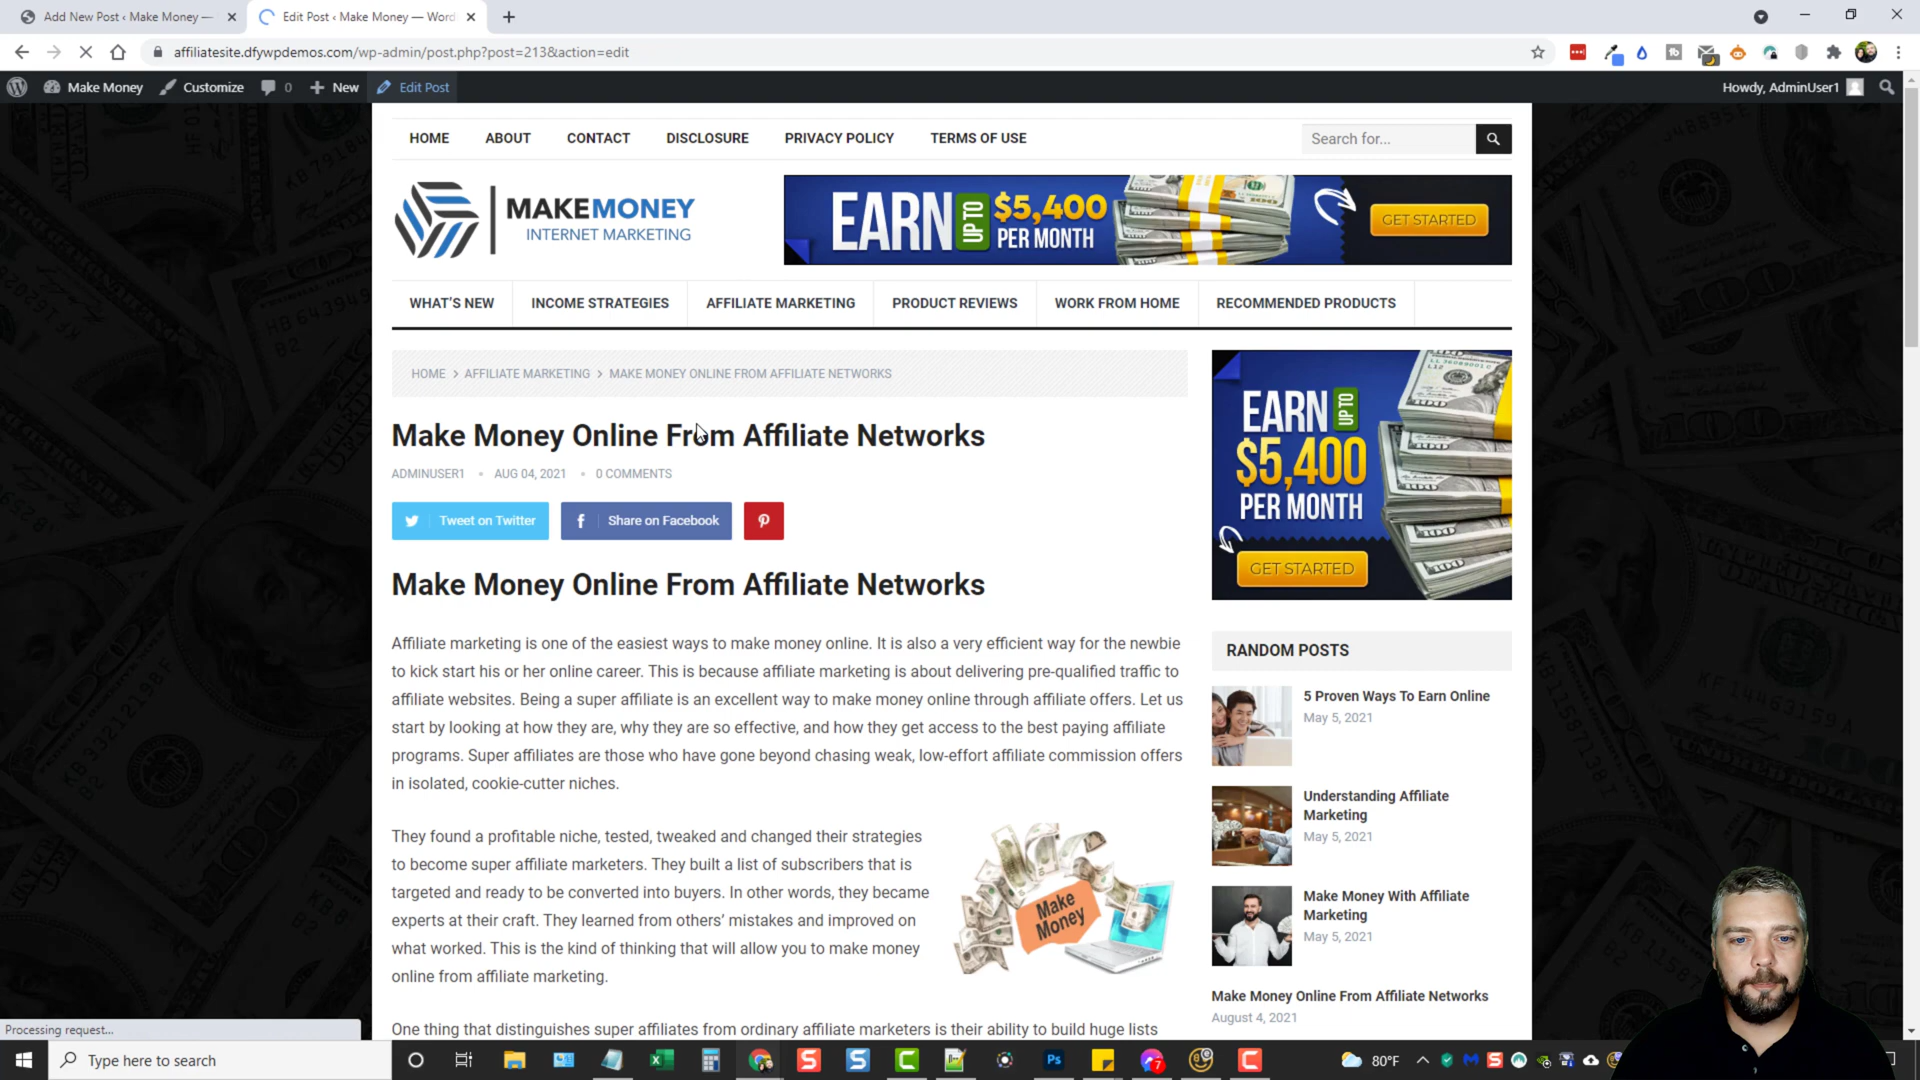 Add New Post ‹ Make Money —
Edit Post ‹ Make Money — Word
affiliatesite.dfywpdemos.com/wp-admin/post.php?post=213&action=edit
Make Money
Customize
0
New
Edit Post
Howdy, AdminUser1
HOME
ABOUT
CONTACT
DISCLOSURE
PRIVACY POLICY
TERMS OF USE
Search for...
MAKEMONEY
INTERNET MARKETING
EARN UP TO $5,400 PER MONTH
GET STARTED
WHAT'S NEW
INCOME STRATEGIES
AFFILIATE MARKETING
PRODUCT REVIEWS
WORK FROM HOME
RECOMMENDED PRODUCTS
HOME > AFFILIATE MARKETING > MAKE MONEY ONLINE FROM AFFILIATE NETWORKS
Make Money Online From Affiliate Networks
ADMINUSER1 • AUG 04, 2021 • 0 COMMENTS
Tweet on Twitter
Share on Facebook
Make Money Online From Affiliate Networks
Affiliate marketing is one of the easiest ways to make money online. It is also a very efficient way for the newbie
to kick start his or her online career. This is because affiliate marketing is about delivering pre-qualified traffic to
affiliate websites. Being a super affiliate is an excellent way to make money online through affiliate offers. Let us
start by looking at how they are, why they are so effective, and how they get access to the best paying affiliate
programs. Super affiliates are those who have gone beyond chasing weak, low-effort affiliate commission offers
in isolated, cookie-cutter niches.
They found a profitable niche, tested, tweaked and changed their strategies
to become super affiliate marketers. They built a list of subscribers that is
targeted and ready to be converted into buyers. In other words, they became
experts at their craft. They learned from others' mistakes and improved on
what worked. This is the kind of thinking that will allow you to make money
online from affiliate marketing.
Make
Money
One thing that distinguishes super affiliates from ordinary affiliate marketers is their ability to build huge lists
EARN UP TO
$5,400
PER MONTH
GET STARTED
RANDOM POSTS
5 Proven Ways To Earn Online
May 5, 2021
Understanding Affiliate
Marketing
May 5, 2021
Make Money With Affiliate
Marketing
May 5, 2021
Make Money Online From Affiliate Networks
August 4, 2021
Processing request...
Type here to search
80°F